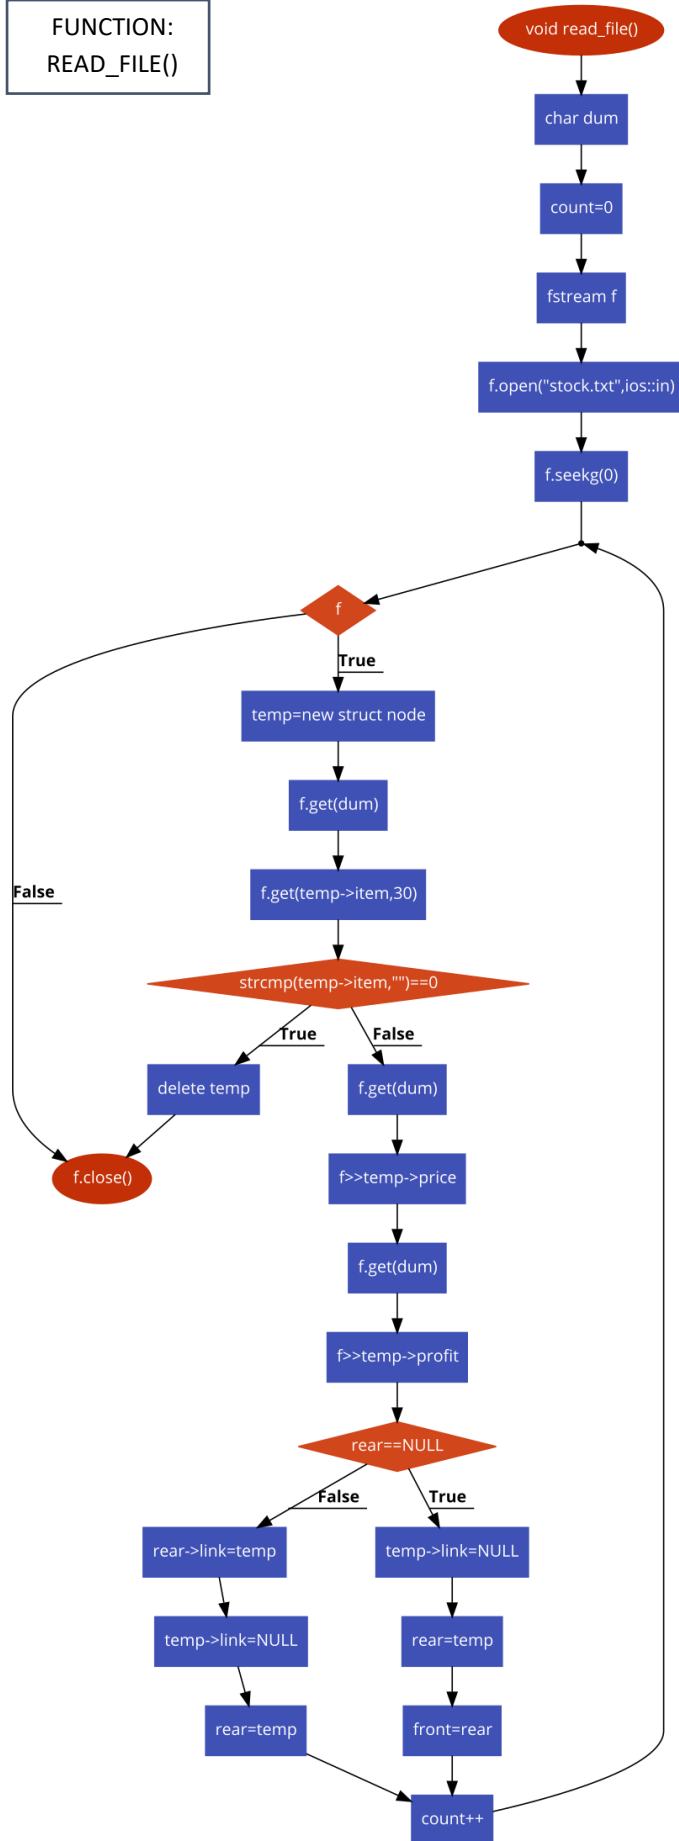 FUNCTION:
READ_FILE()
void read_file()
char dum
count=0
fstream f
f.open("stock.txt",ios::in)
f.seekg(0)
f
True
temp=new struct node
f.get(dum)
False
f.get(temp->item,30)
strcmp(temp->item,"")==0
True
False
delete temp
f.get(dum)
f.close()
f>>temp->price
f.get(dum)
f>>temp->profit
rear==NULL
False
True
rear->link=temp
temp->link=NULL
temp->link=NULL
rear=temp
rear=temp
front=rear
count++